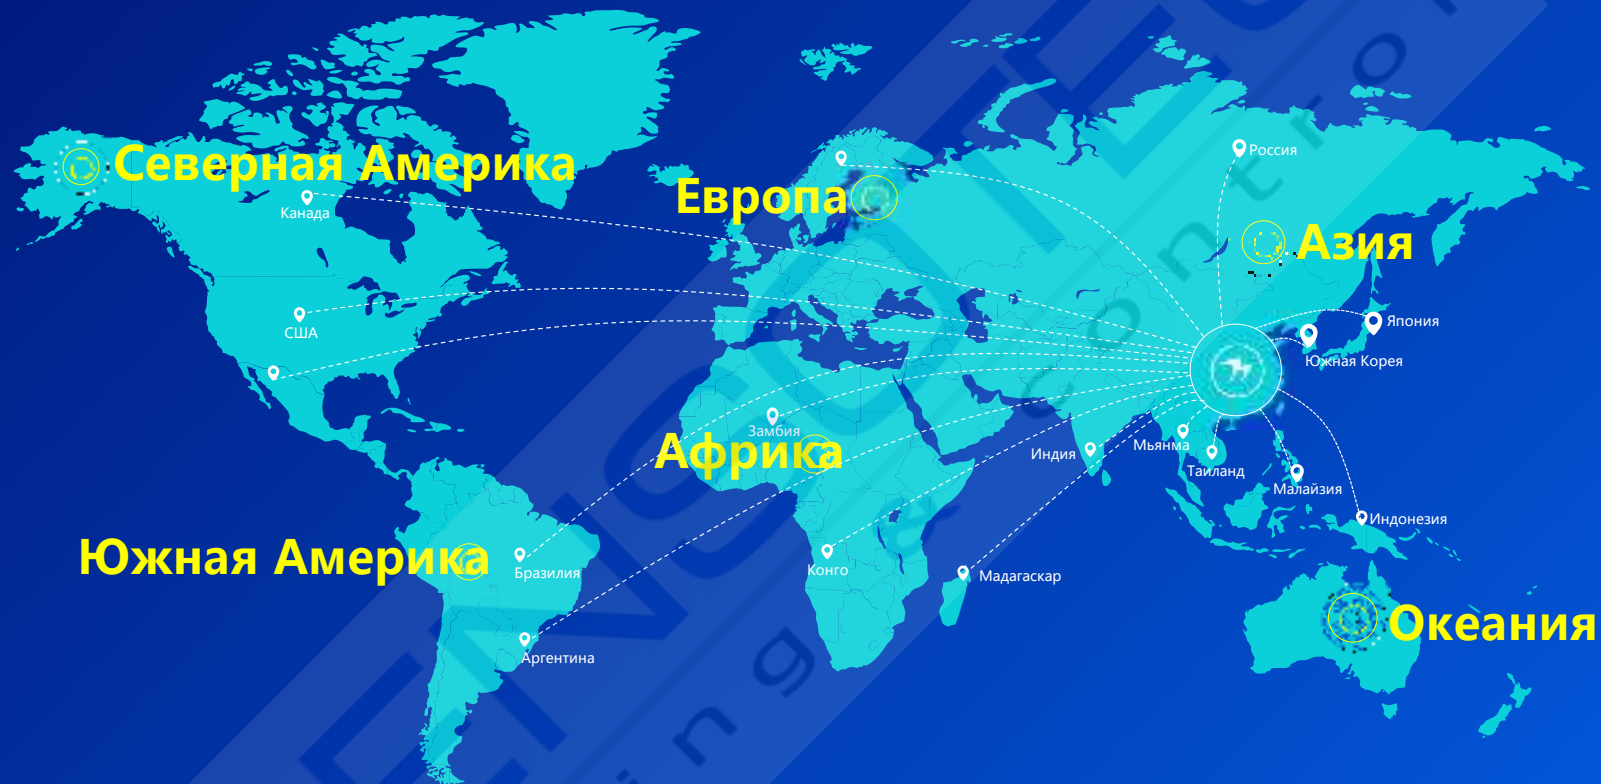 Северная Америка
Канада
США
Европа
Россия
Азия
Япония
Южная Корея
Замбия
Африка
Индия
Мьянма
Таиланд
Малайзия
Индонезия
Южная Америка
Бразилия
Конго
Мадагаскар
Аргентина
Океания